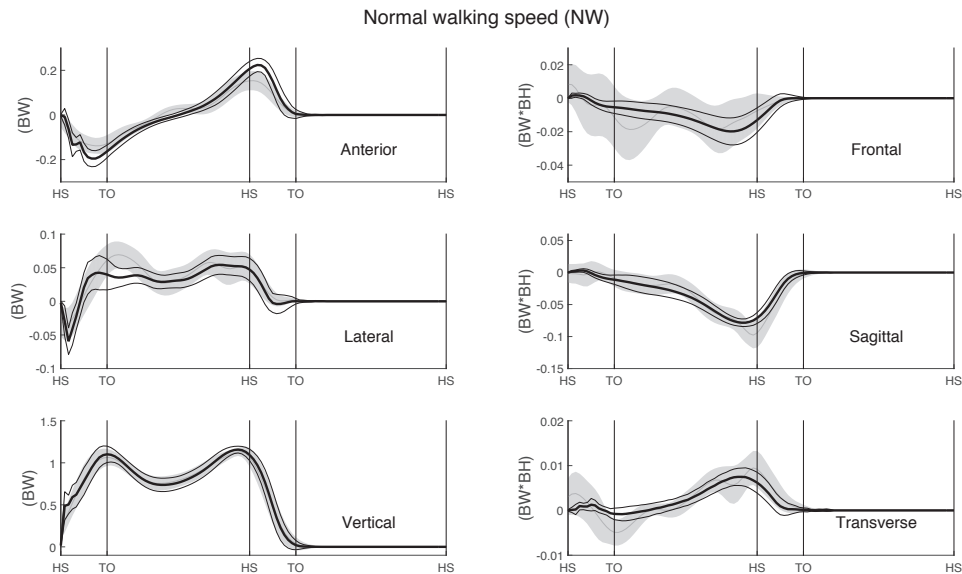 Normal walking speed (NW)
0.2
0
-0.2
(BW)
Anterior
HS TO HS TO HS
0.02
0
-0.02
-0.04
(BW*BH)
Frontal
HS TO HS TO HS
0.1
0.05
0
-0.05
-0.1
(BW)
Lateral
HS TO HS TO HS
0.05
0
-0.05
-0.1
-0.15
(BW*BH)
Sagittal
HS TO HS TO HS
1.5
1
0.5
0
(BW)
Vertical
HS TO HS TO HS
0.02
0.01
0
-0.01
(BW*BH)
Transverse
HS TO HS TO HS